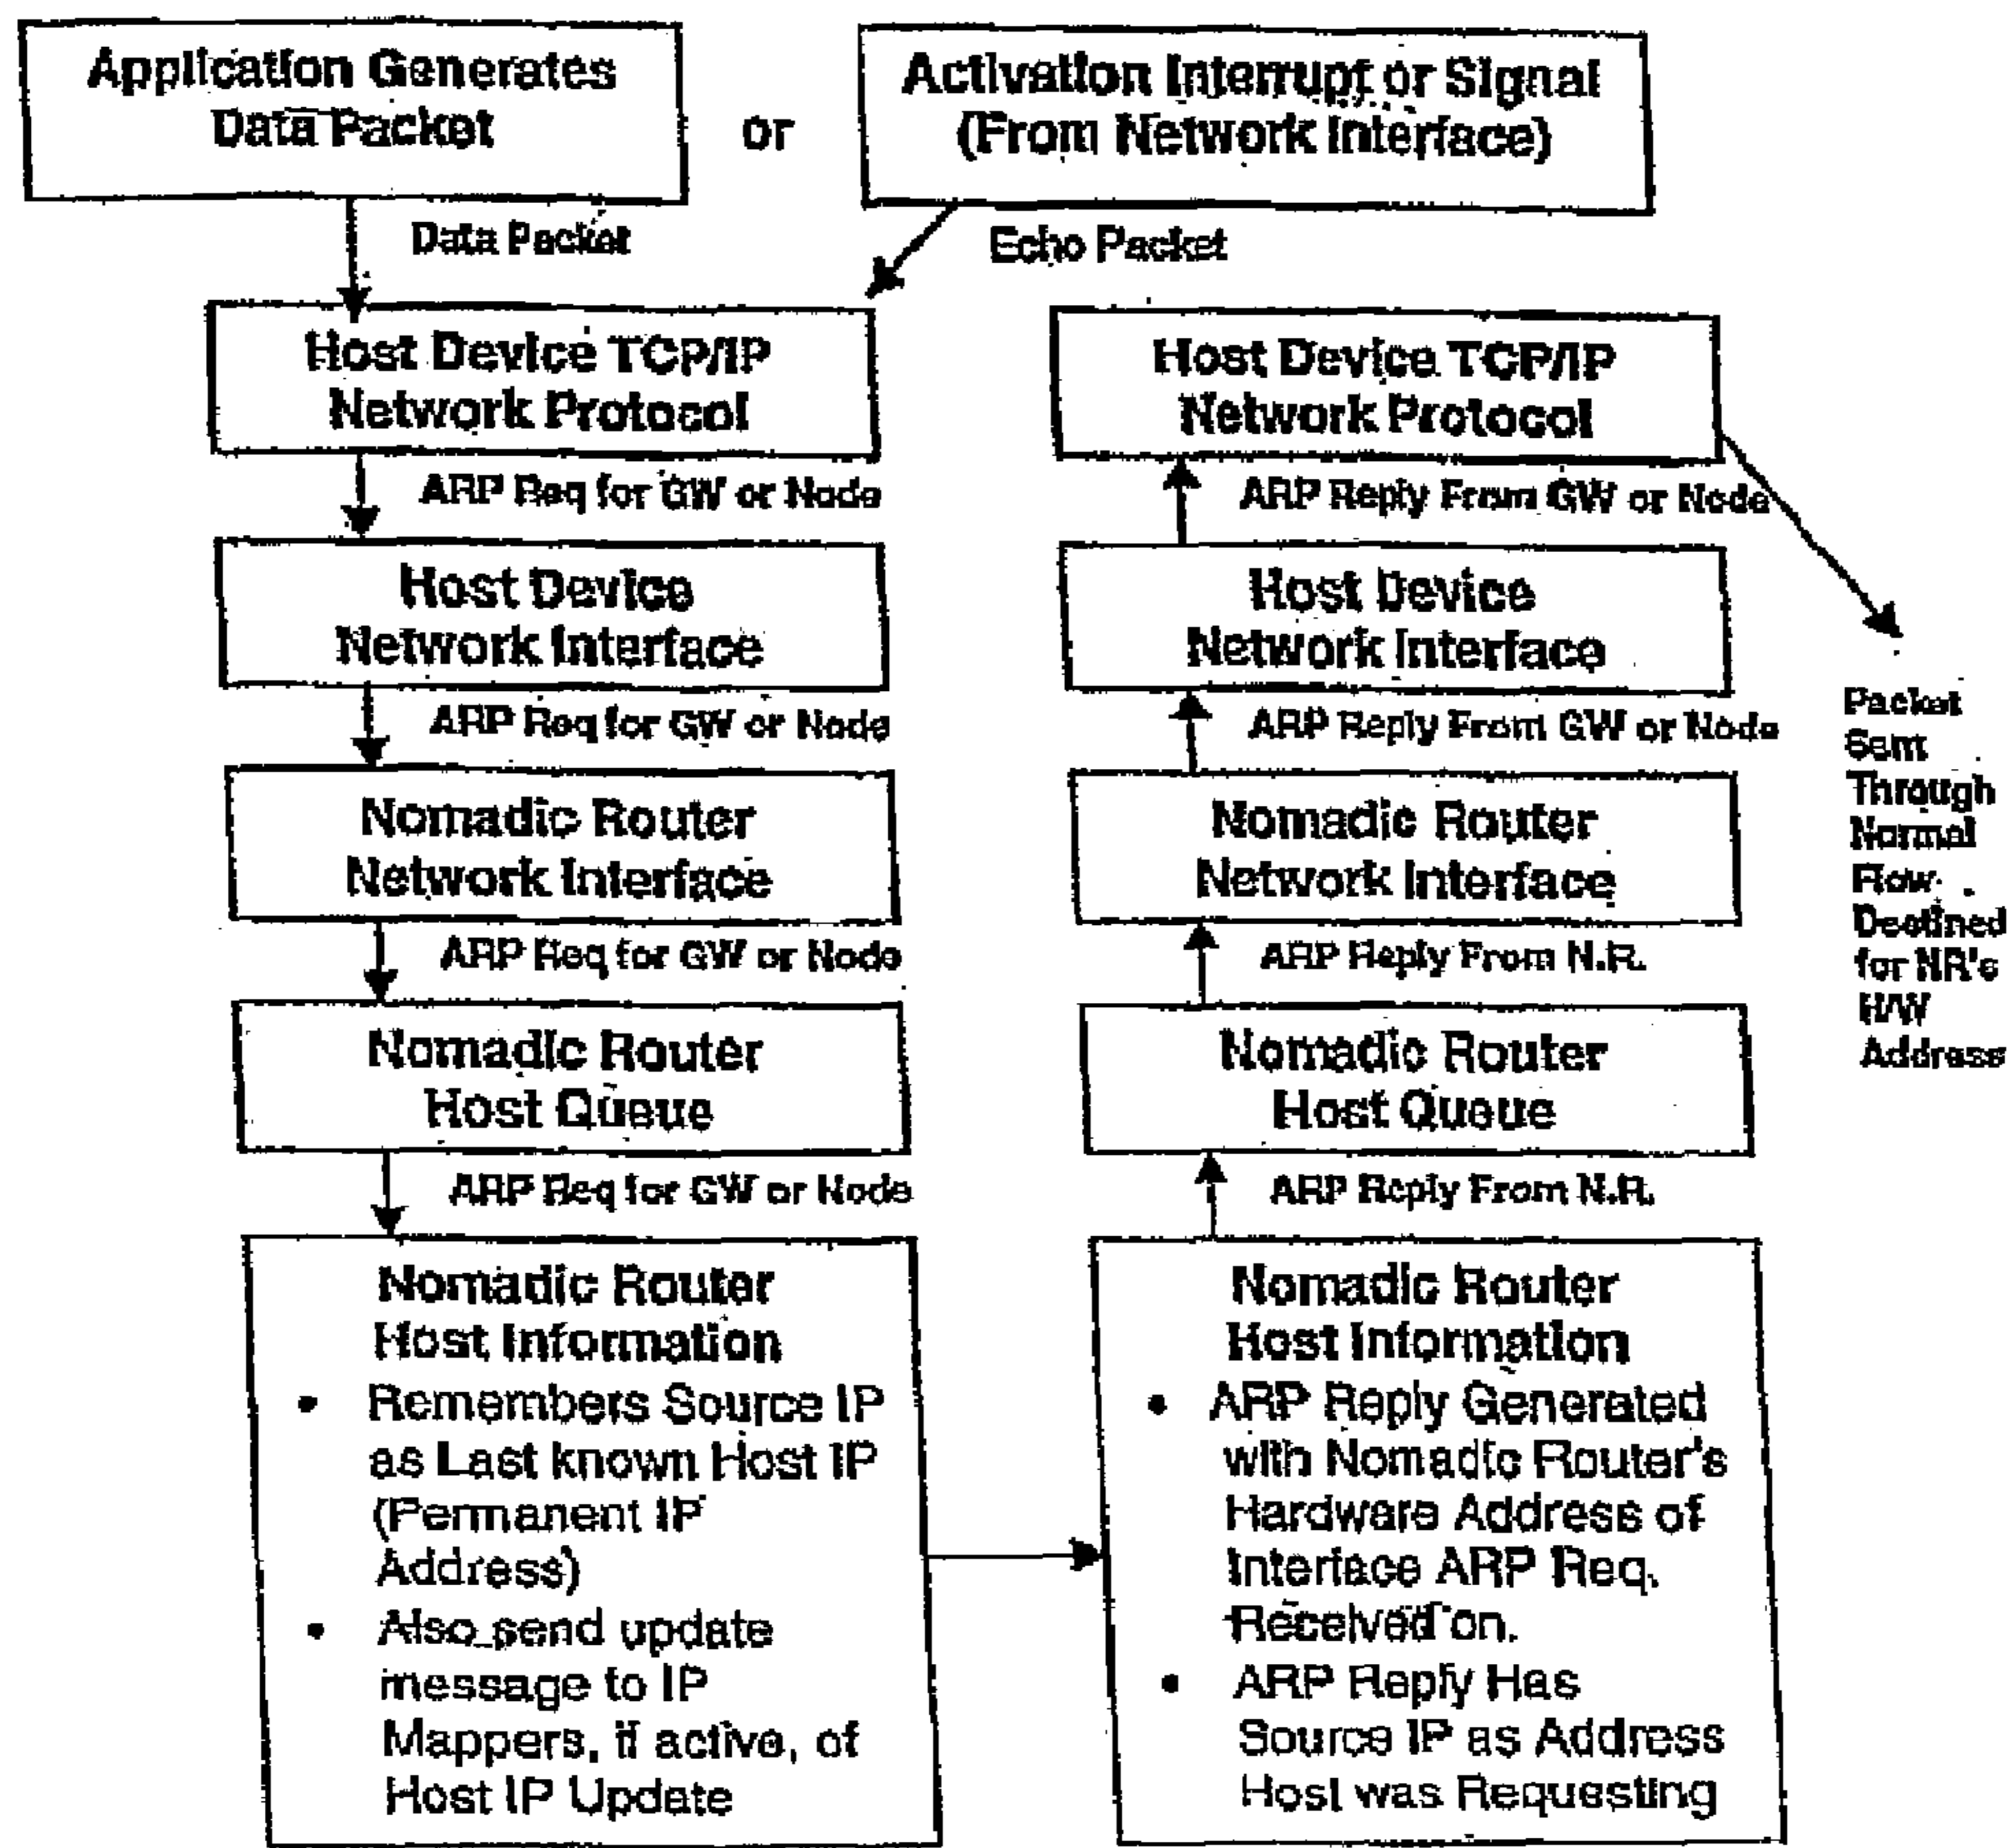 Application Generates
Data Packet
or
Activation Interrupt or Signal
(From Network Interface)
Data Packet
Echo Packet
Host Device TCP/IP
Network Protocol
ARP Req for GW or Node
Host Device
Network Interface
ARP Req for GW or Node
Nomadic Router
Network Interface
ARP Req for GW or Node
Nomadic Router
Host Queue
ARP Req for GW or Node
Nomadic Router
Host Information
• Remembers Source IP
as Last known Host IP
(Permanent IP
Address)
• Also send update
message to IP
Mappers, if active, of
Host IP Update
Host Device TCP/IP
Network Protocol
ARP Reply From GW or Node
Host Device
Network Interface
ARP Reply From GW or Node
Nomadic Router
Network Interface
ARP Reply From N.R.
Nomadic Router
Host Queue
ARP Reply From N.R.
Nomadic Router
Host Information
• ARP Reply Generated
with Nomadic Router's
Hardware Address of
Interface ARP Req.
Received on.
• ARP Reply Has
Source IP as Address
Host was Requesting
Packet
Sent
Through
Normal
Flow
Destined
for NR's
H/W
Address